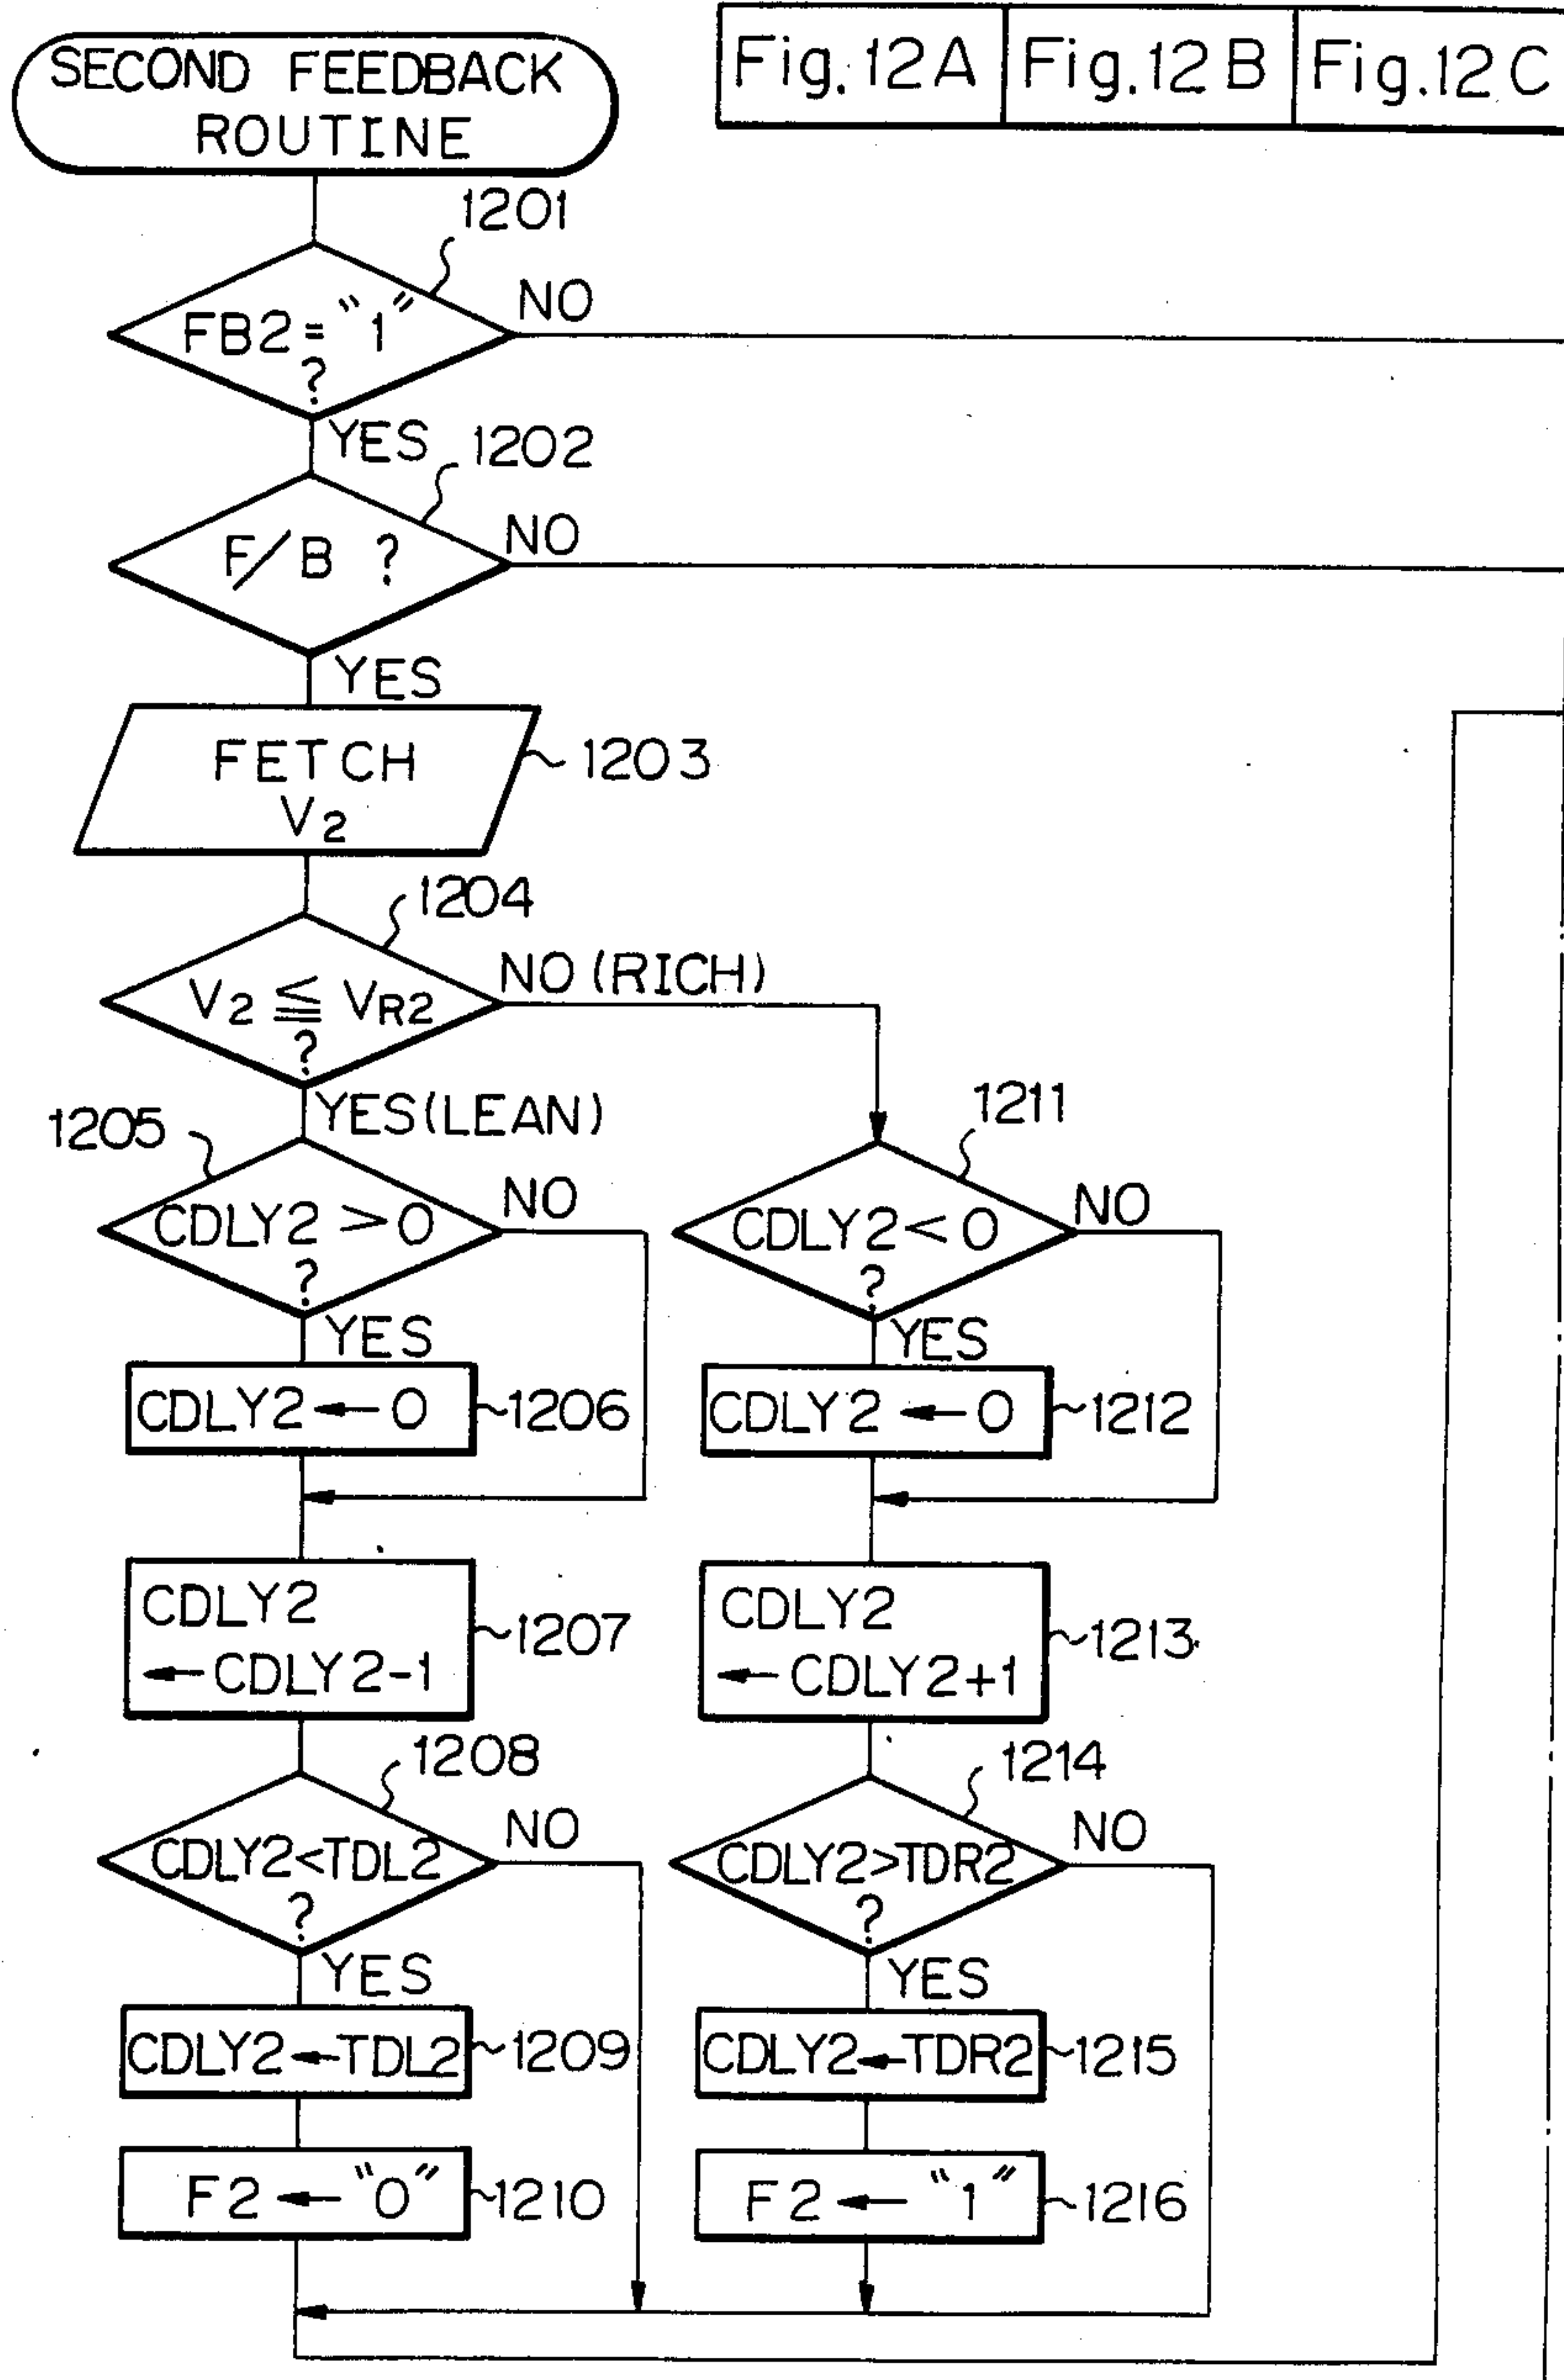 Fig.12A Fig.12B Fig.12C
SECOND FEEDBACK
ROUTINE
1201
FB2="1"
?
NO
YES
1202
F/B ?
NO
YES
FETCH
V2
1203
1204
V2 ≦ VR2
?
NO (RICH)
YES(LEAN)
1205
CDLY2 > 0
?
NO
YES
CDLY2 ← 0
1206
CDLY2
← CDLY2-1
1207
1208
CDLY2<TDL2
?
NO
YES
CDLY2←TDL2
1209
F2 ← "0"
1210
1211
CDLY2 < 0
?
NO
YES
CDLY2 ← 0
1212
CDLY2
← CDLY2+1
1213
1214
CDLY2>TDR2
?
NO
YES
CDLY2←TDR2
1215
F2 ← "1"
1216